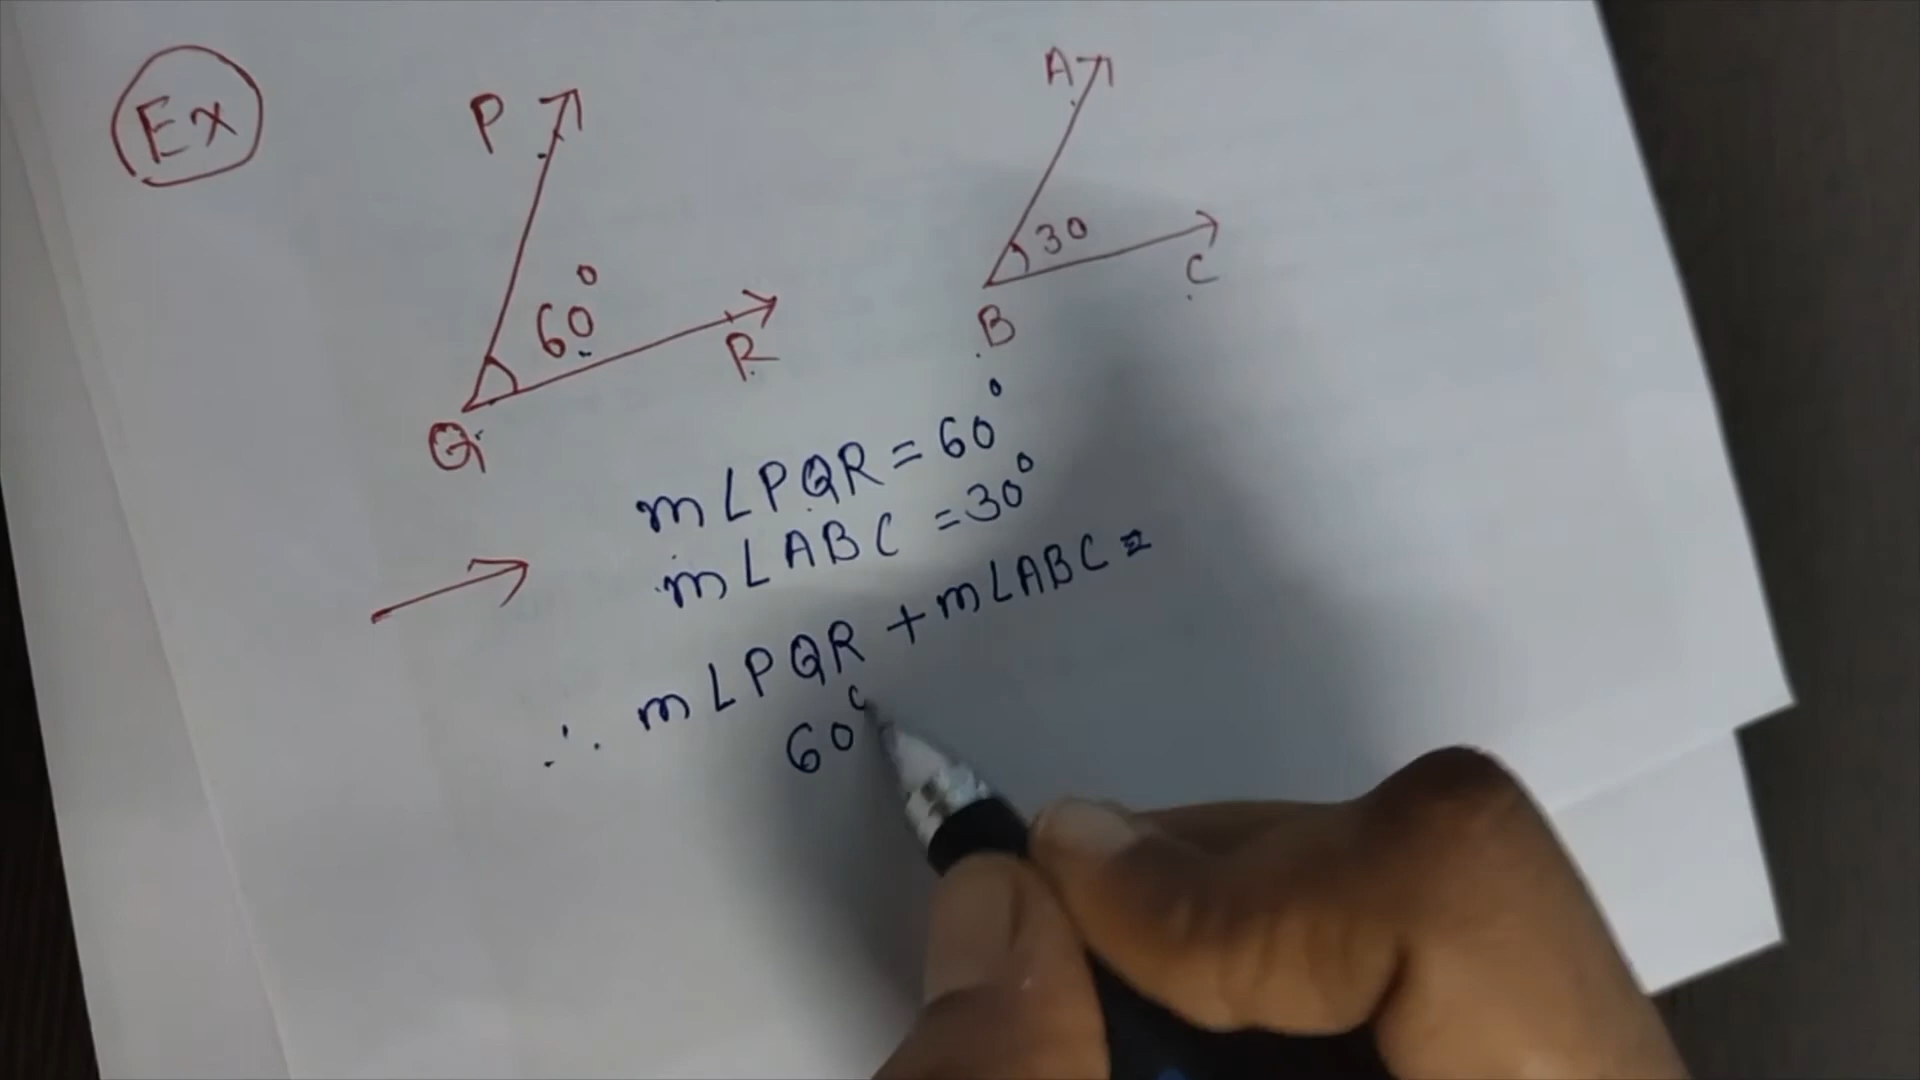 Ex
P
60°
R
Q
A
30
C
B
m∠PQR = 60°
m∠ABC = 30°
∴ m∠PQR + m∠ABC =
60°